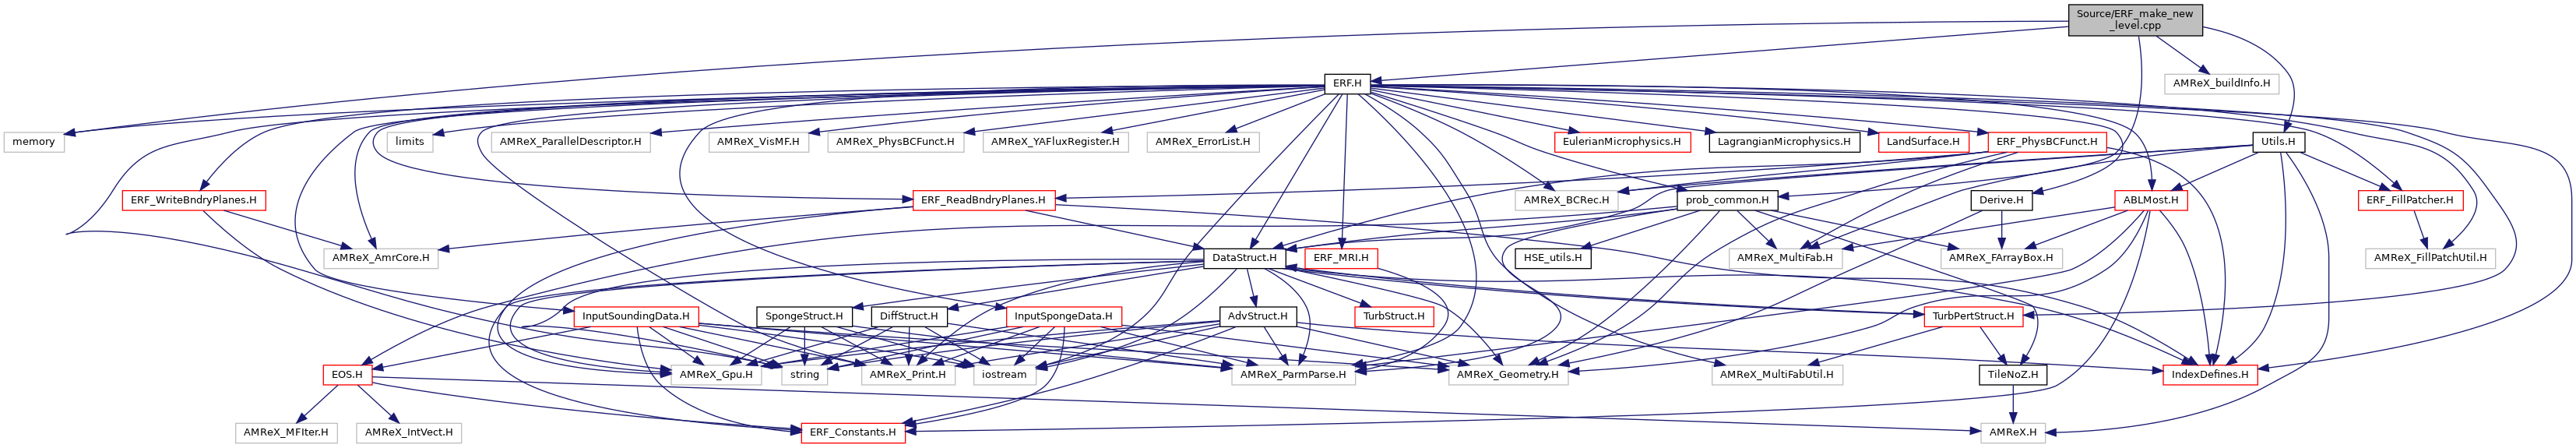 Source/ERF_make_new
_level.cpp
ERF.H
AMReX_buildInfo.H
memory
limits
AMReX_ParallelDescriptor.H
AMReX_VisMF.H
AMReX_PhysBCFunct.H
AMReX_YAFluxRegister.H
AMReX_ErrorList.H
EulerianMicrophysics.H
LagrangianMicrophysics.H
LandSurface.H
ERF_PhysBCFunct.H
Utils.H
ERF_WriteBndryPlanes.H
ERF_ReadBndryPlanes.H
AMReX_BCRec.H
prob_common.H
Derive.H
ABLMost.H
ERF_FillPatcher.H
AMReX_AmrCore.H
DataStruct.H
ERF_MRI.H
HSE_utils.H
AMReX_MultiFab.H
AMReX_FArrayBox.H
AMReX_FillPatchUtil.H
InputSoundingData.H
SpongeStruct.H
DiffStruct.H
InputSpongeData.H
AdvStruct.H
TurbStruct.H
TurbPertStruct.H
EOS.H
AMReX_Gpu.H
string
AMReX_Print.H
iostream
AMReX_ParmParse.H
AMReX_Geometry.H
AMReX_MultiFabUtil.H
TileNoZ.H
IndexDefines.H
AMReX_MFIter.H
AMReX_IntVect.H
ERF_Constants.H
AMReX.H